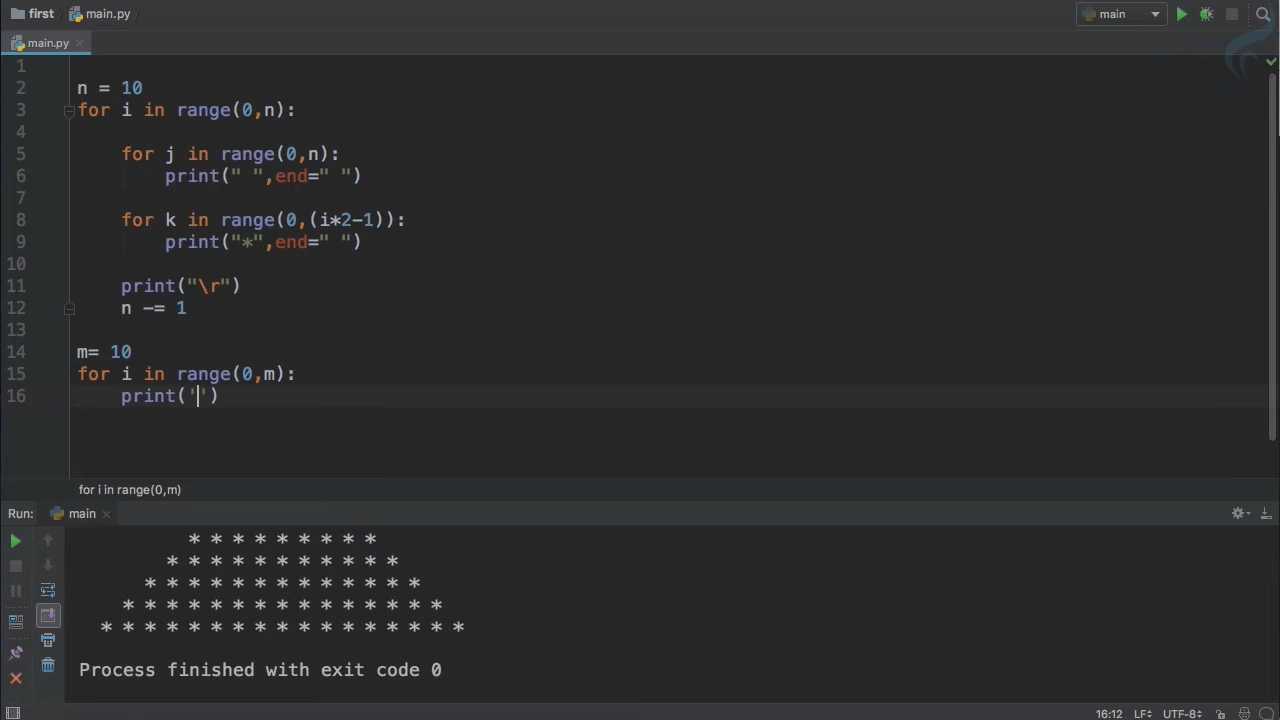 first main.py main
main.py
1
2 n = 10
3 for i in range(0,n):
4
5 for j in range(0,n):
6 print(" ",end=" ")
7
8 for k in range(0,(i*2-1)):
9 print("*",end=" ")
10
11 print("\r")
12 n -= 1
13
14 m= 10
15 for i in range(0,m):
16 print('')
for i in range(0,m)
Run: main
* * * * * * * * *
* * * * * * * * * * *
* * * * * * * * * * * * *
* * * * * * * * * * * * * * *
* * * * * * * * * * * * * * * * *
Process finished with exit code 0
16:12 LF÷ UTF-8÷